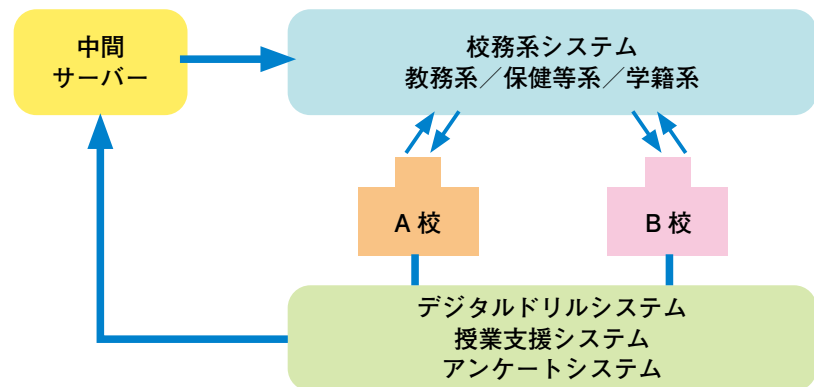 中間
サーバー
校務系システム
教務系／保健等系／学籍系
A 校
B 校
デジタルドリルシステム
授業支援システム
アンケートシステム